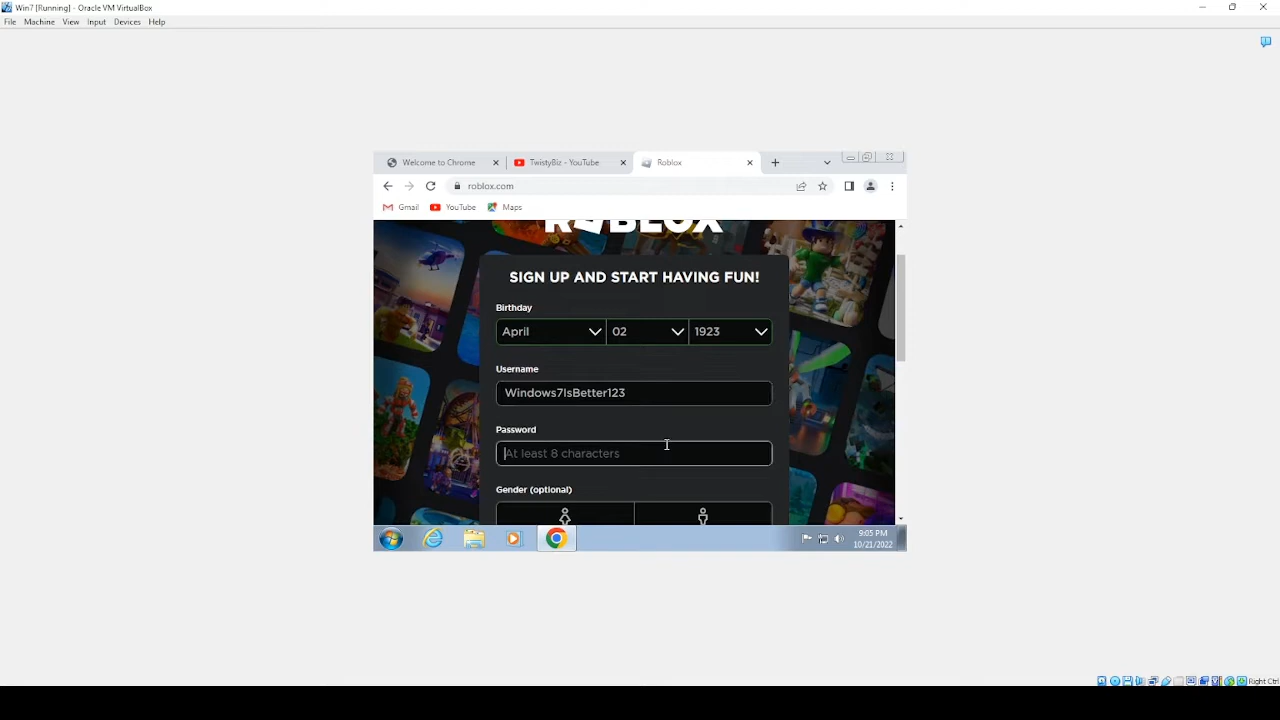 Win7 [Running] - Oracle VM VirtualBox
File Machine View Input Devices Help
Welcome to Chrome TwistyBiz - YouTube Roblox
roblox.com
Gmail YouTube Maps
ROBLOX
SIGN UP AND START HAVING FUN!
Birthday
April 02 1923
Username
Windows7IsBetter123
Password
At least 8 characters
Gender (optional)
9:05 PM
10/21/2022
Right Ctrl